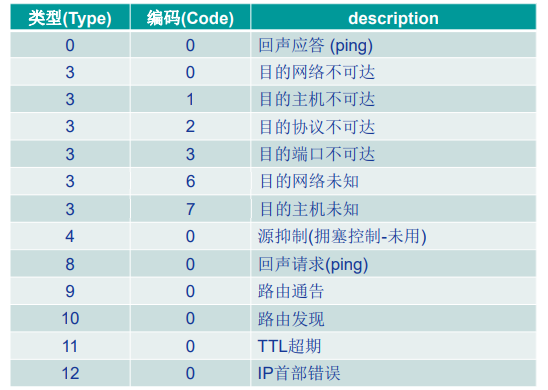 类型(Type) 编码(Code) description
0 0 回声应答 (ping)
3 0 目的网络不可达
3 1 目的主机不可达
3 2 目的协议不可达
3 3 目的端口不可达
3 6 目的网络未知
3 7 目的主机未知
4 0 源抑制(拥塞控制-未用)
8 0 回声请求(ping)
9 0 路由通告
10 0 路由发现
11 0 TTL超期
12 0 IP首部错误